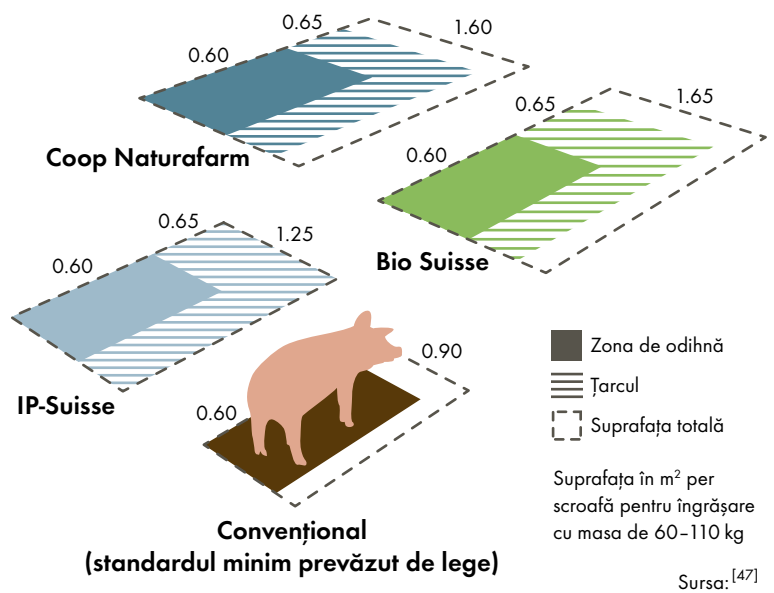 0.65
1.60
0.60
Coop Naturafarm
0.65
1.65
0.60
Bio Suisse
0.65
1.25
0.60
IP-Suisse
0.90
0.60
Convențional
(standardul minim prevăzut de lege)
Zona de odihnă
Țarcul
Suprafața totală
Suprafața în m² per
scroafă pentru îngrășare
cu masa de 60–110 kg
Sursa:[47]